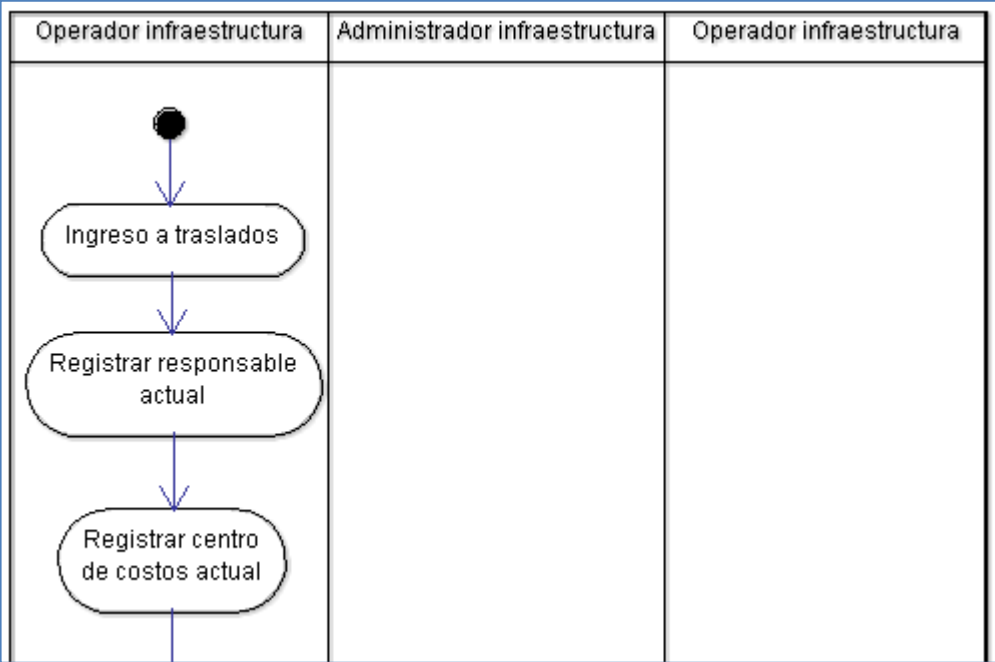 Operador infraestructura
Administrador infraestructura
Operador infraestructura
Ingreso a traslados
Registrar responsable
actual
Registrar centro
de costos actual